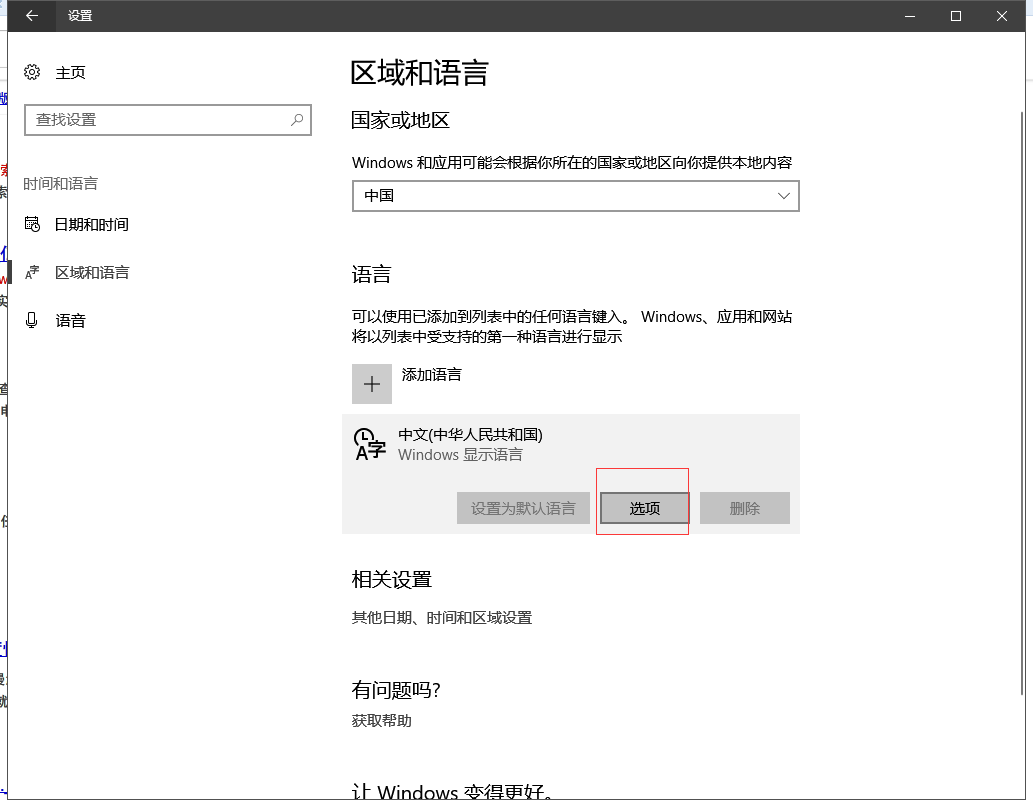 设置
主页
查找设置
时间和语言
日期和时间
区域和语言
语音
区域和语言
国家或地区
Windows 和应用可能会根据你所在的国家或地区向你提供本地内容
中国
语言
可以使用已添加到列表中的任何语言键入。 Windows、应用和网站
将以列表中受支持的第一种语言进行显示
添加语言
中文(中华人民共和国)
Windows 显示语言
设置为默认语言
选项
删除
相关设置
其他日期、时间和区域设置
有问题吗?
获取帮助
让 Windows 变得更好。